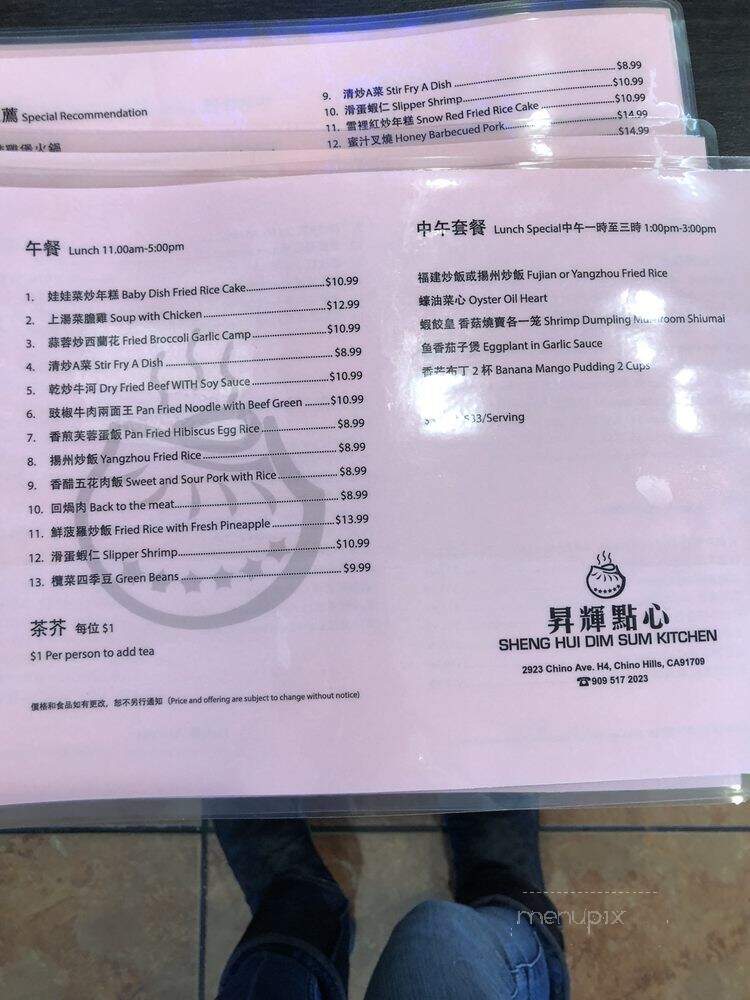 薦 Special Recommendation
9. 清炒A菜 Stir Fry A Dish $8.99
10. 滑蛋蝦仁 Slipper Shrimp $10.99
11. 雪裡紅炒年糕 Snow Red Fried Rice Cake $10.99
12. 蜜汁叉燒 Honey Barbecued Pork $14.99
$14.99
煲火鍋
午餐 Lunch 11.00am-5:00pm
1. 娃娃菜炒年糕 Baby Dish Fried Rice Cake $10.99
2. 上湯菜膽雞 Soup with Chicken $12.99
3. 蒜蓉炒西蘭花 Fried Broccoli Garlic Camp $10.99
4. 清炒A菜 Stir Fry A Dish $8.99
5. 乾炒牛河 Dry Fried Beef WITH Soy Sauce $10.99
6. 豉椒牛肉兩面王 Pan Fried Noodle with Beef Green $10.99
7. 香煎芙蓉蛋飯 Pan Fried Hibiscus Egg Rice $8.99
8. 揚州炒飯 Yangzhou Fried Rice $8.99
9. 香醋五花肉飯 Sweet and Sour Pork with Rice $8.99
10. 回鍋肉 Back to the meat $8.99
11. 鮮菠羅炒飯 Fried Rice with Fresh Pineapple $13.99
12. 滑蛋蝦仁 Slipper Shrimp $10.99
13. 欖菜四季豆 Green Beans $9.99
茶芥 每位 $1
$1 Per person to add tea
價格和食品如有更改，恕不另行通知（Price and offering are subject to change without notice)
中午套餐 Lunch Special中午一時至三時 1:00pm-3:00pm
福建炒飯或揚州炒飯 Fujian or Yangzhou Fried Rice
蠔油菜心 Oyster Oil Heart
蝦餃皇 香菇燒賣各一笼 Shrimp Dumpling Mushroom Shiumai
鱼香茄子煲 Eggplant in Garlic Sauce
香芒布丁 2 杯 Banana Mango Pudding 2 Cups
$33/Serving
昇輝點心
SHENG HUI DIM SUM KITCHEN
2923 Chino Ave. H4, Chino Hills, CA91709
☎909 517 2023
menupix